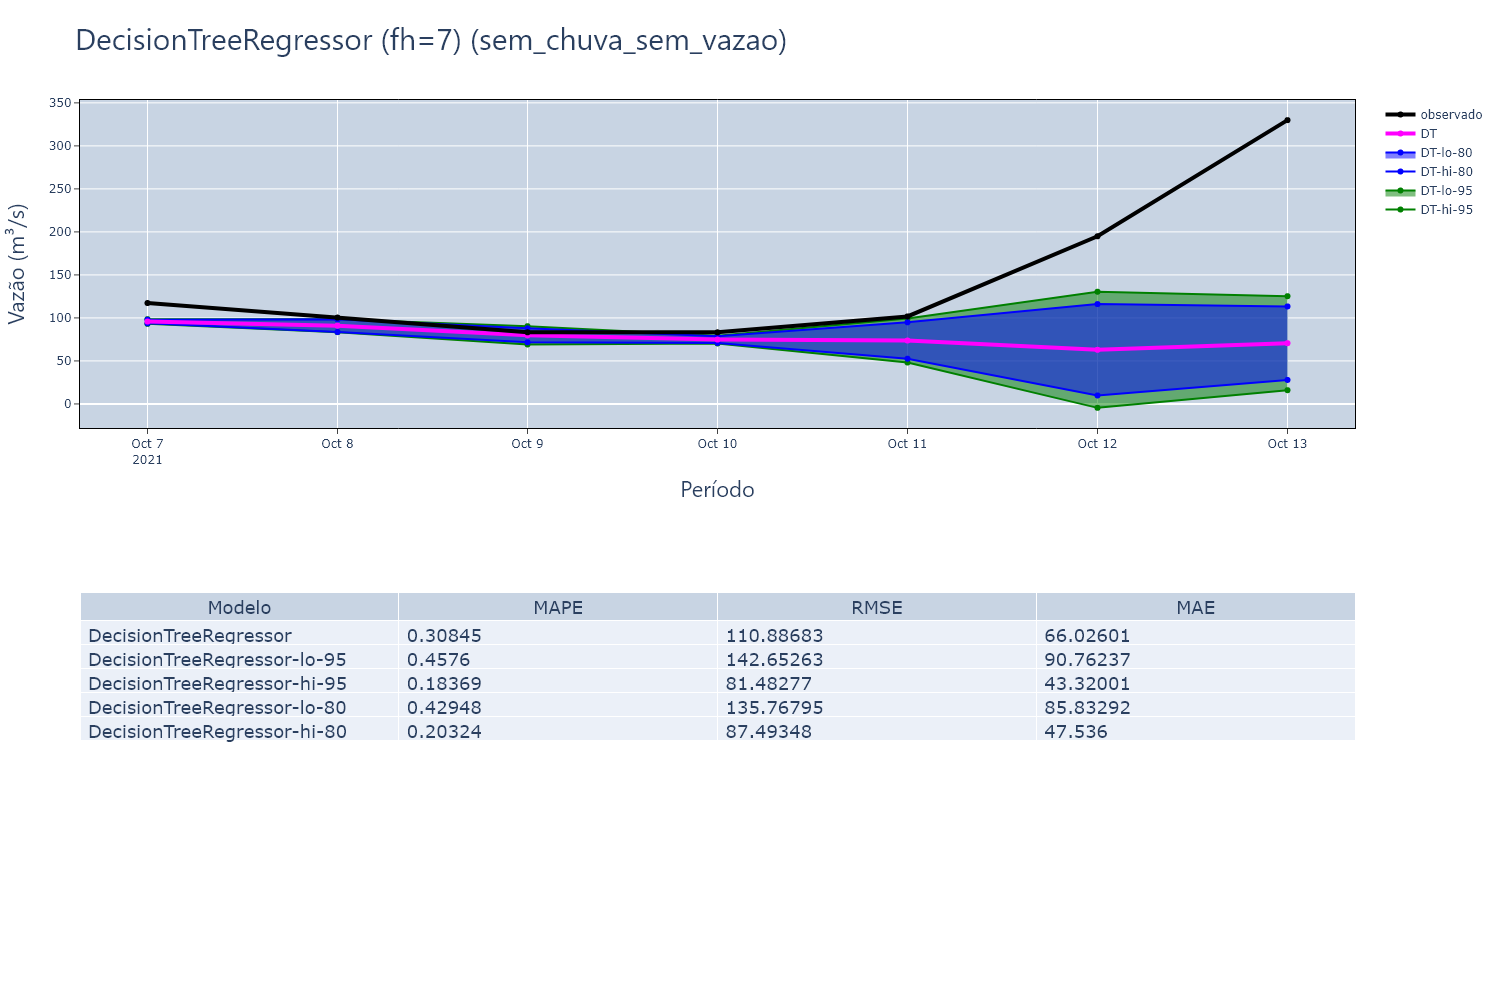 DecisionTreeRegressor (fh=7) (sem_chuva_sem_vazao)
Vazão (m³/s)
350
300
250
200
150
100
50
0
Oct 7
2021
Oct 8
Oct 9
Oct 10
Oct 11
Oct 12
Oct 13
Período
observado
DT
DT-lo-80
DT-hi-80
DT-lo-95
DT-hi-95
Modelo MAPE RMSE MAE
DecisionTreeRegressor 0.30845 110.88683 66.02601
DecisionTreeRegressor-lo-95 0.4576 142.65263 90.76237
DecisionTreeRegressor-hi-95 0.18369 81.48277 43.32001
DecisionTreeRegressor-lo-80 0.42948 135.76795 85.83292
DecisionTreeRegressor-hi-80 0.20324 87.49348 47.536